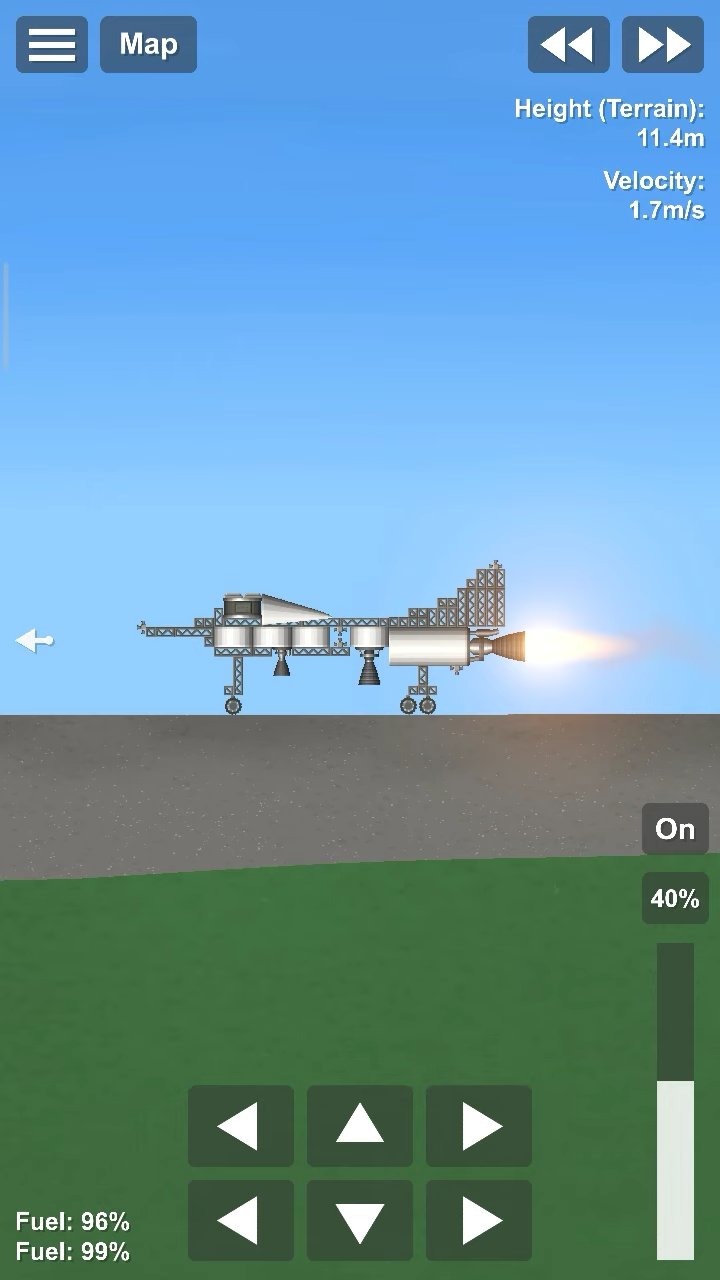 Map
Height (Terrain):
11.4m
Velocity:
1.7m/s
On
40%
Fuel: 96%
Fuel: 99%